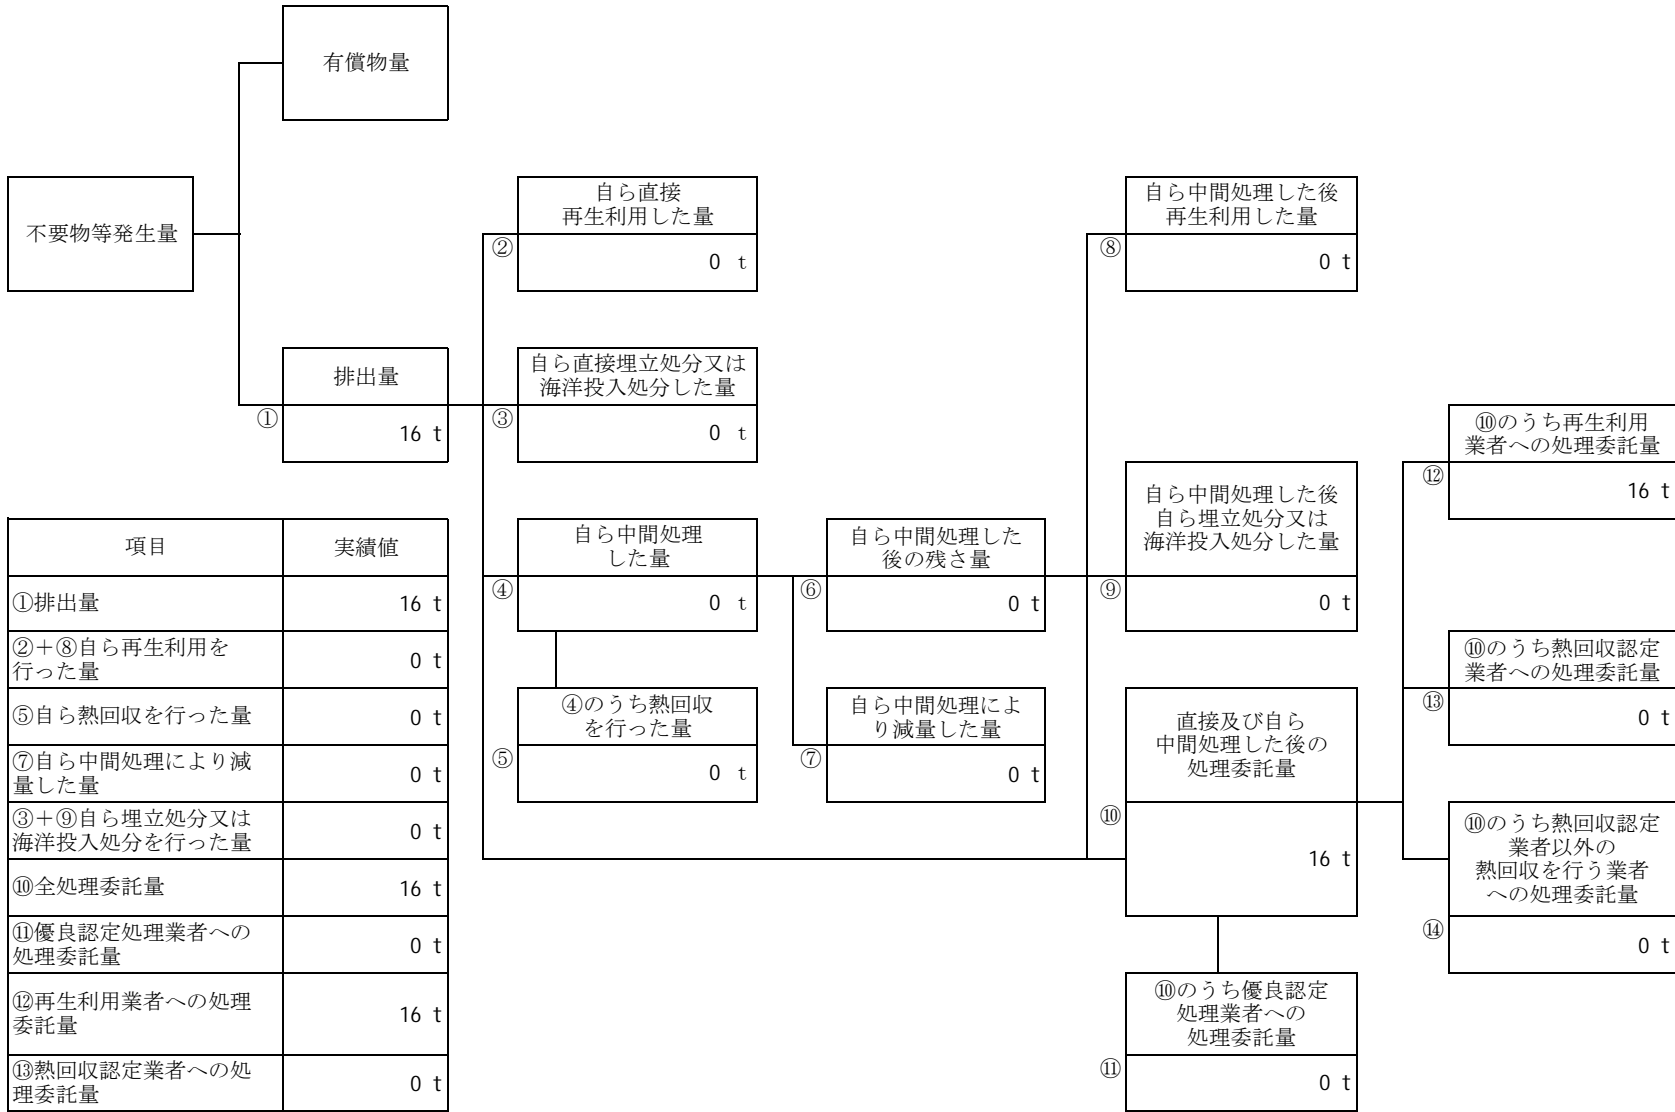 有償物量
不要物等発生量
自ら直接
再生利用した量
②
0 t
自ら中間処理した後
再生利用した量
⑧
0 t
排出量
①
16 t
自ら直接埋立処分又は
海洋投入処分した量
③
0 t
⑩のうち再生利用
業者への処理委託量
⑫
16 t
自ら中間処理
した量
④
0 t
自ら中間処理した
後の残さ量
⑥
0 t
自ら中間処理した後
自ら埋立処分又は
海洋投入処分した量
⑨
0 t
⑩のうち熱回収認定
業者への処理委託量
⑬
0 t
④のうち熱回収
を行った量
⑤
0 t
自ら中間処理によ
り減量した量
⑦
0 t
直接及び自ら
中間処理した後の
処理委託量
⑩
16 t
⑩のうち熱回収認定
業者以外の
熱回収を行う業者
への処理委託量
⑭
0 t
⑩のうち優良認定
処理業者への
処理委託量
⑪
0 t
項目 実績値
①排出量 16 t
②+⑧自ら再生利用を
行った量 0 t
⑤自ら熱回収を行った量 0 t
⑦自ら中間処理により減
量した量 0 t
③+⑨自ら埋立処分又は
海洋投入処分を行った量 0 t
⑩全処理委託量 16 t
⑪優良認定処理業者への
処理委託量 0 t
⑫再生利用業者への処理
委託量 16 t
⑬熱回収認定業者への処
理委託量 0 t